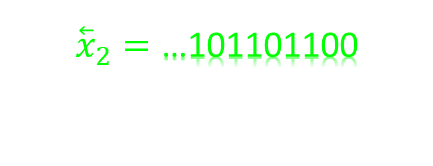 x⃖₂ = ...101101100